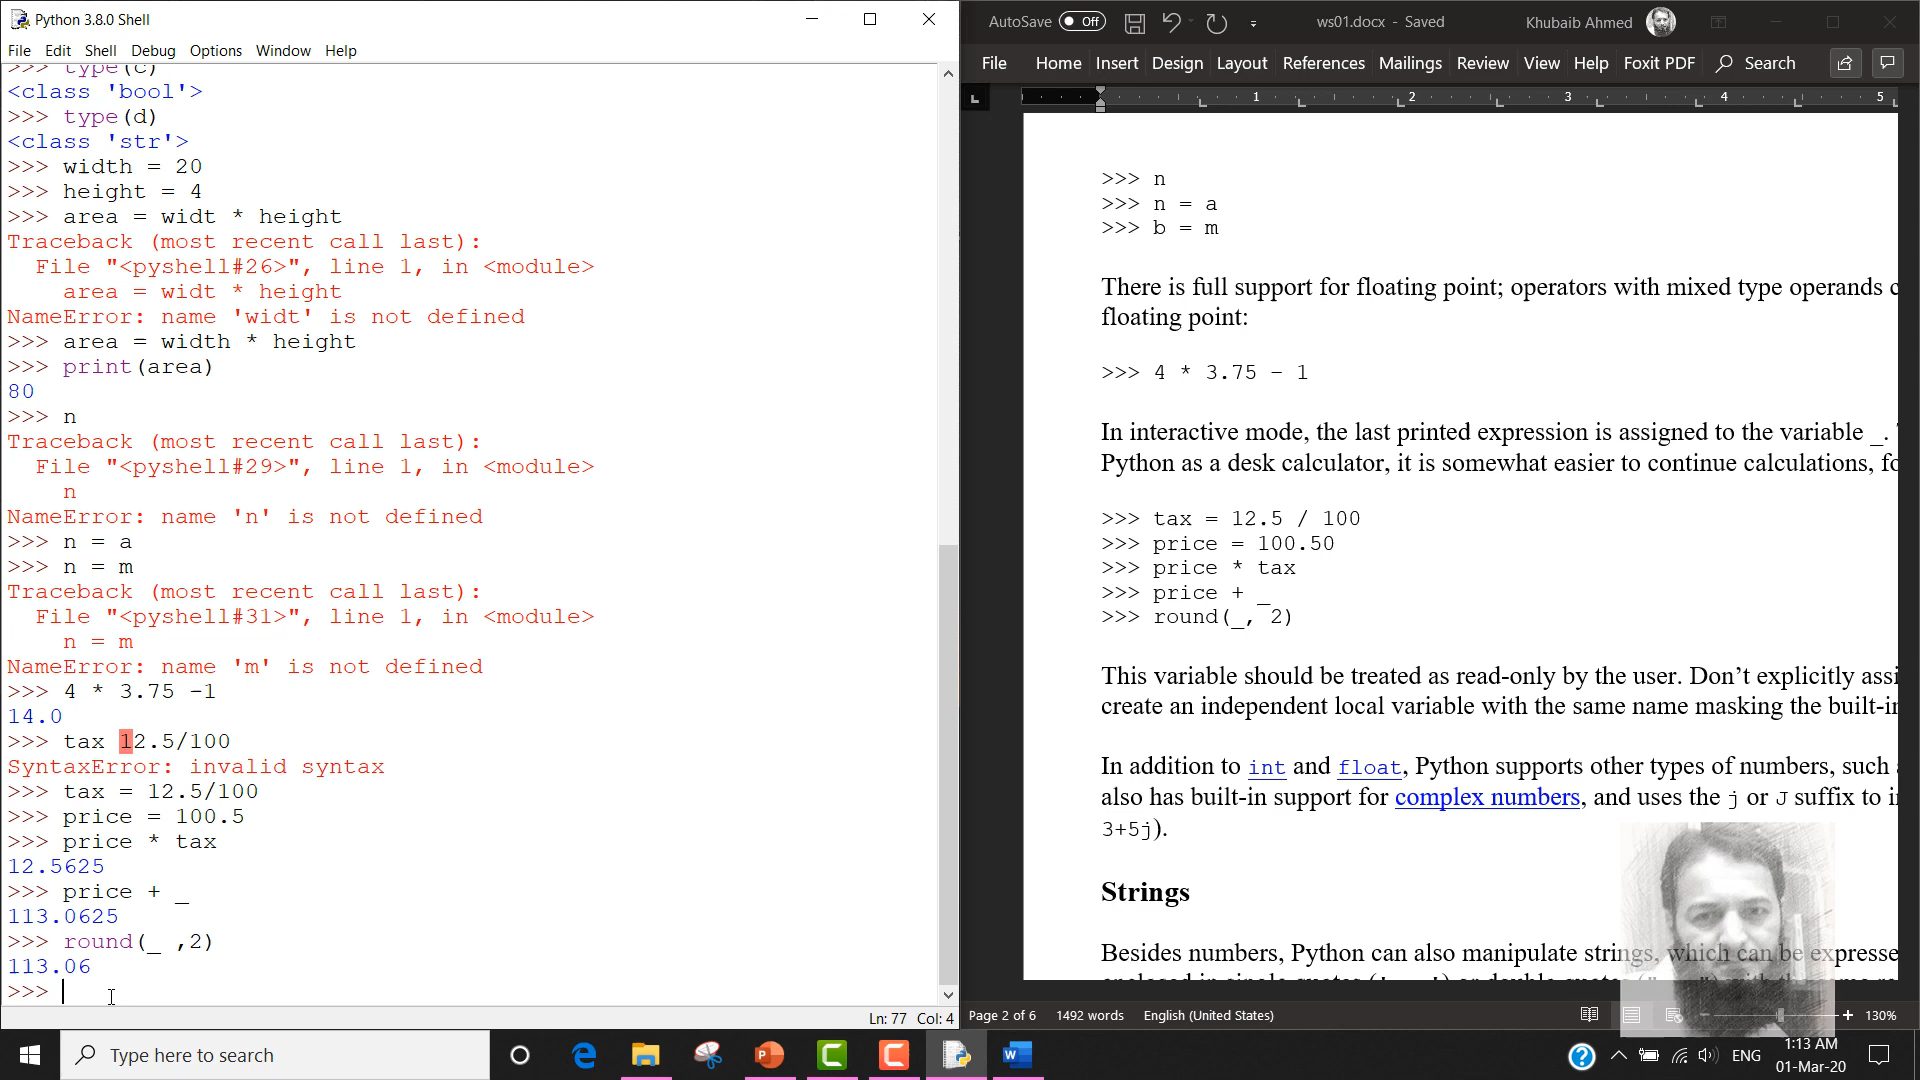 Python 3.8.0 Shell
File Edit Shell Debug Options Window Help
>>> type(c)
<class 'bool'>
>>> type(d)
<class 'str'>
>>> width = 20
>>> height = 4
>>> area = widt * height
Traceback (most recent call last):
  File "<pyshell#26>", line 1, in <module>
    area = widt * height
NameError: name 'widt' is not defined
>>> area = width * height
>>> print(area)
80
>>> n
Traceback (most recent call last):
  File "<pyshell#29>", line 1, in <module>
    n
NameError: name 'n' is not defined
>>> n = a
>>> n = m
Traceback (most recent call last):
  File "<pyshell#31>", line 1, in <module>
    n = m
NameError: name 'm' is not defined
>>> 4 * 3.75 -1
14.0
>>> tax 12.5/100
SyntaxError: invalid syntax
>>> tax = 12.5/100
>>> price = 100.5
>>> price * tax
12.5625
>>> price + _
113.0625
>>> round(_ ,2)
113.06
>>>
Ln: 77 Col: 4
AutoSave Off ws01.docx - Saved Khubaib Ahmed
File Home Insert Design Layout References Mailings Review View Help Foxit PDF Search
1 2 3 4 5
>>> n
>>> n = a
>>> b = m
There is full support for floating point; operators with mixed type operands c
floating point:
>>> 4 * 3.75 – 1
In interactive mode, the last printed expression is assigned to the variable _.
Python as a desk calculator, it is somewhat easier to continue calculations, fo
>>> tax = 12.5 / 100
>>> price = 100.50
>>> price * tax
>>> price + _
>>> round(_, 2)
This variable should be treated as read-only by the user. Don’t explicitly assi
create an independent local variable with the same name masking the built-in
In addition to int and float, Python supports other types of numbers, such
also has built-in support for complex numbers, and uses the j or J suffix to
3+5j).
Strings
Besides numbers, Python can also manipulate strings, which can be expresse
Page 2 of 6 1492 words English (United States) 130%
Type here to search
ENG
1:13 AM
01-Mar-20